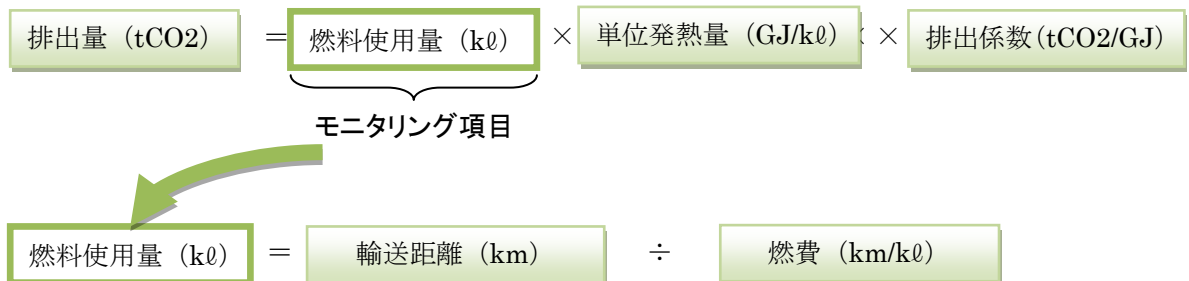 排出量（tCO2） = 燃料使用量（kℓ） × 単位発熱量（GJ/kℓ） × 排出係数(tCO2/GJ)
モニタリング項目
燃料使用量（kℓ） = 輸送距離（km） ÷ 燃費（km/kℓ）